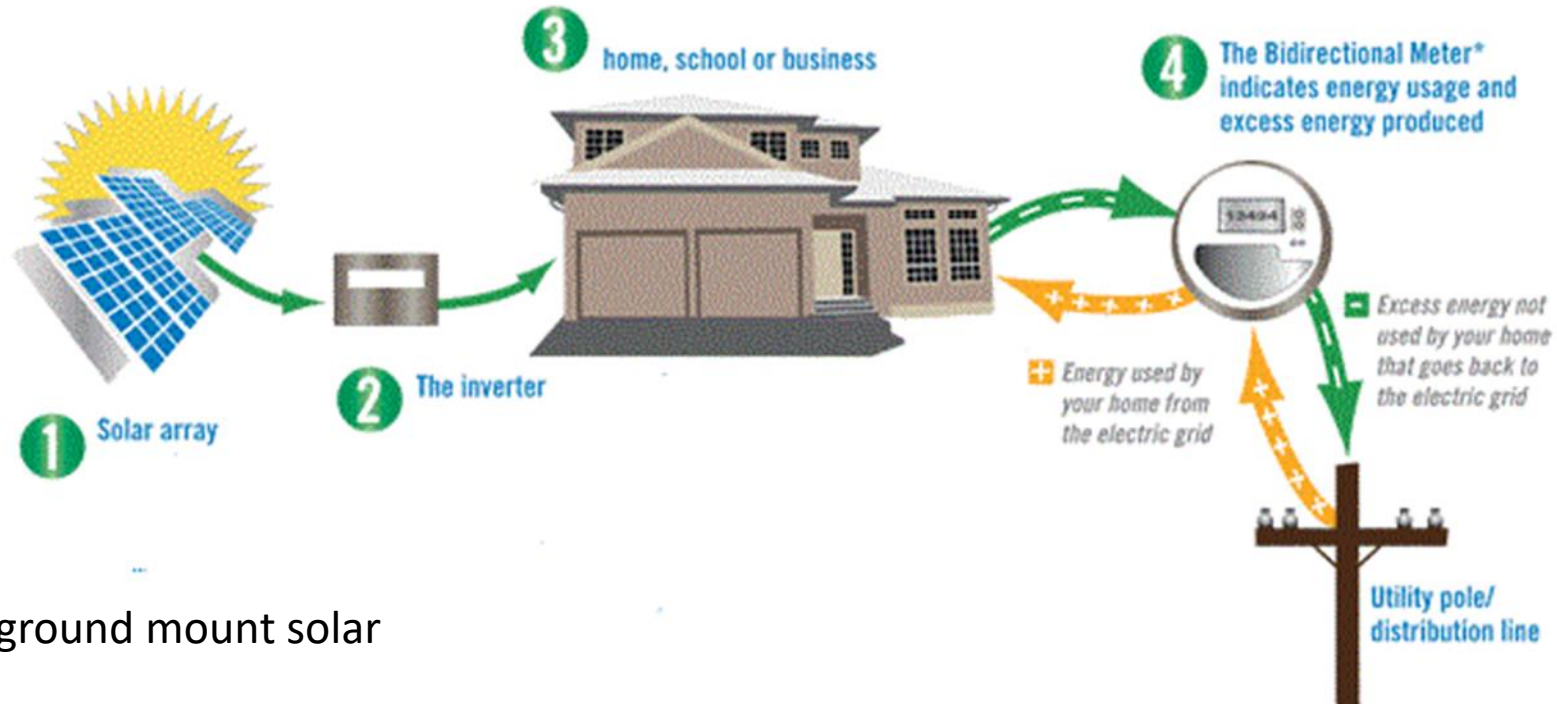 3
home, school or business
4
The Bidirectional Meter*
indicates energy usage and
excess energy produced
Excess energy not
used by your home
that goes back to
the electric grid
Energy used by
your home from
the electric grid
2
The inverter
1
Solar array
Utility pole/
distribution line
ground mount solar